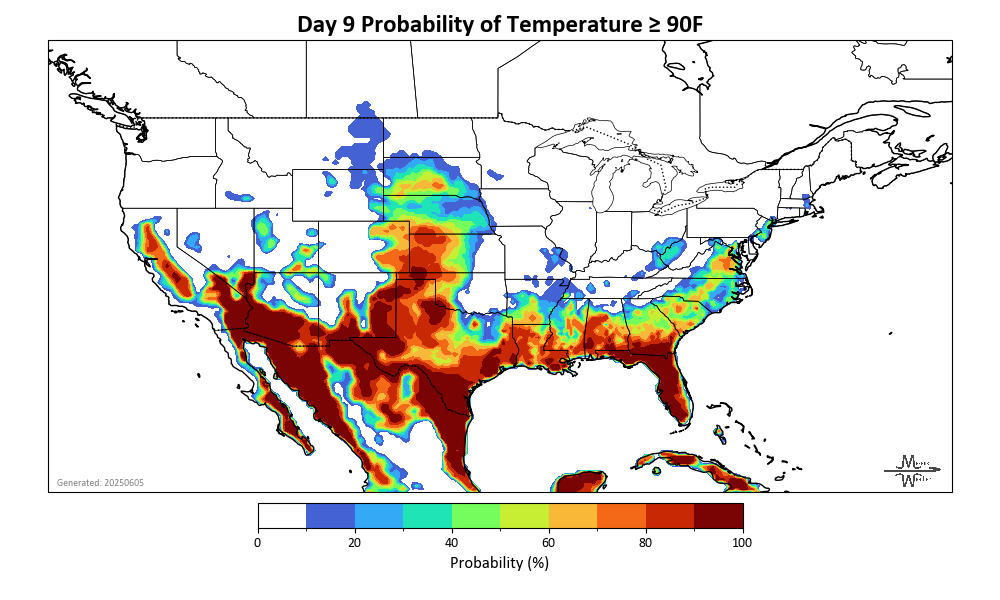 Day 9 Probability of Temperature ≥ 90F
Generated: 20250605
0 20 40 60 80 100
Probability (%)